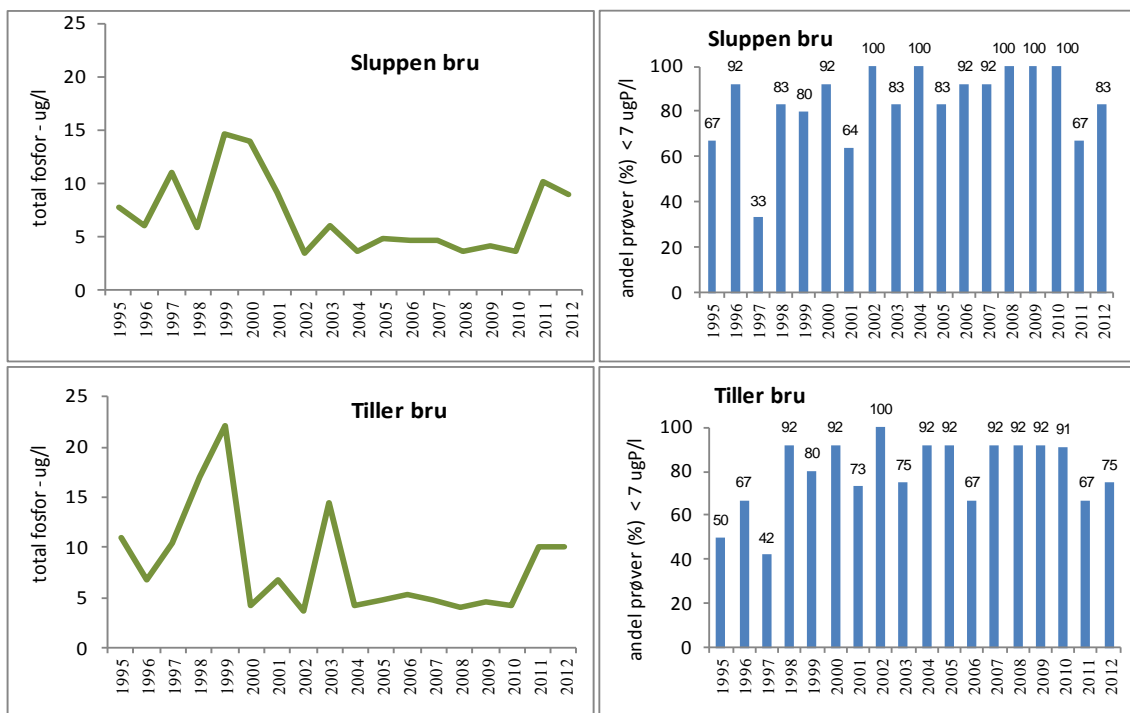 Sluppen bru
total fosfor - ug/l
25
20
15
10
5
0
1995 1996 1997 1998 1999 2000 2001 2002 2003 2004 2005 2006 2007 2008 2009 2010 2011 2012
Sluppen bru
andel prøver (%) < 7 ugP/l
100
80
60
40
20
0
67 92 33 83 80 92 64 100 83 100 83 92 92 100 100 100 67 83
1995 1996 1997 1998 1999 2000 2001 2002 2003 2004 2005 2006 2007 2008 2009 2010 2011 2012
Tiller bru
total fosfor - ug/l
25
20
15
10
5
0
1995 1996 1997 1998 1999 2000 2001 2002 2003 2004 2005 2006 2007 2008 2009 2010 2011 2012
Tiller bru
andel prøver (%) < 7 ugP/l
100
80
60
40
20
0
50 67 42 92 80 92 73 100 75 92 92 67 92 92 92 91 67 75
1995 1996 1997 1998 1999 2000 2001 2002 2003 2004 2005 2006 2007 2008 2009 2010 2011 2012